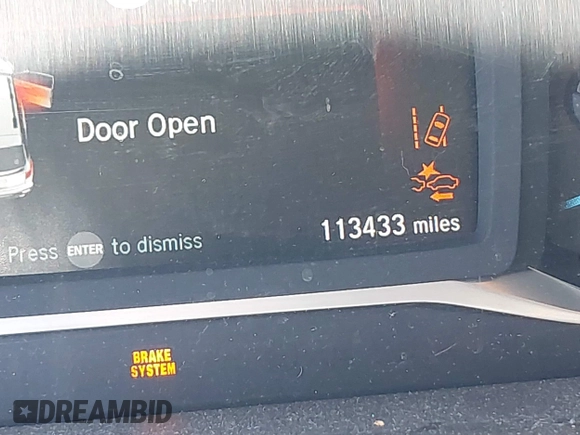 Door Open
113433 miles
Press ENTER to dismiss
BRAKE
SYSTEM
DREAMBID